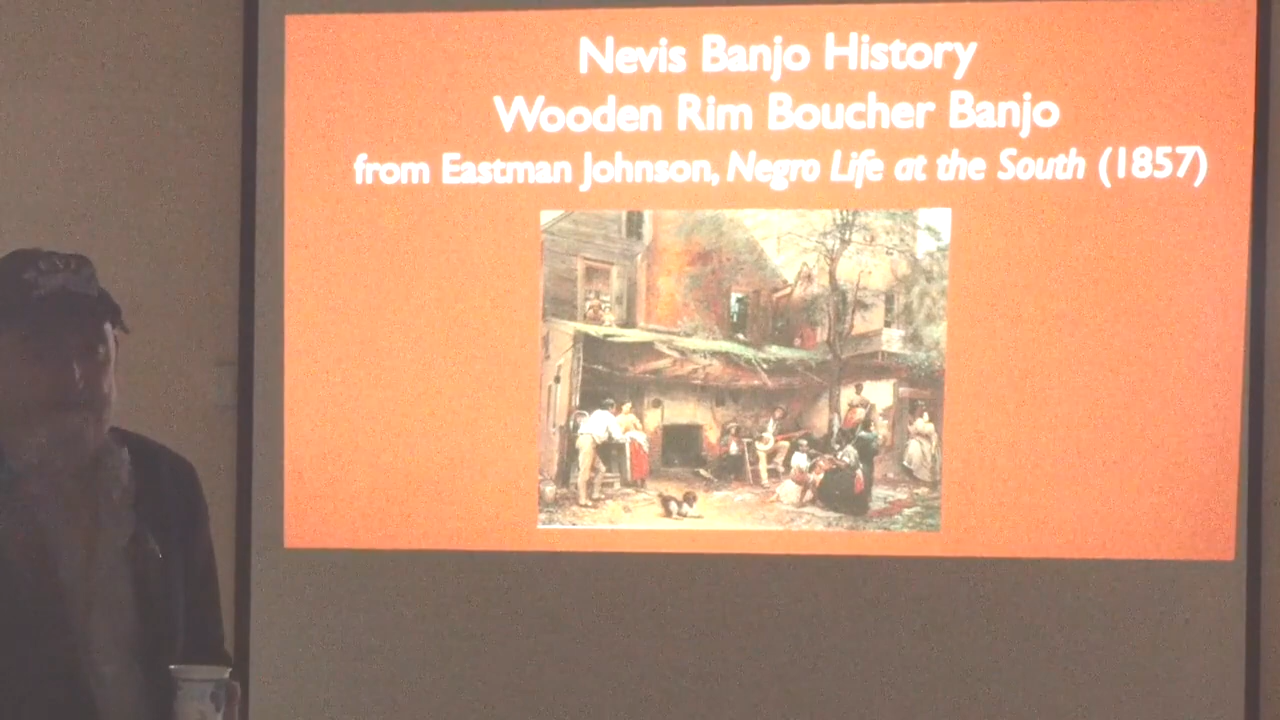 Nevis Banjo History
Wooden Rim Boucher Banjo
from Eastman Johnson, Negro Life at the South (1857)